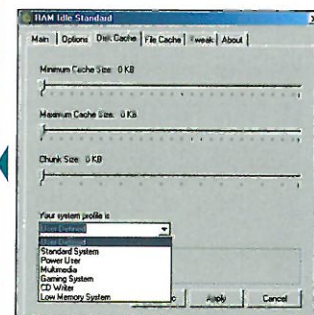 RAM Idle Standard
Main Options Disk Cache File Cache Tweak About
Minimum Cache Size: 0 KB
Maximum Cache Size: 0 KB
Chunk Size: 0 KB
Your system profile is
User Defined
User Defined
Standard System
Power User
Multimedia
Gaming System
CD Writer
Low Memory System
Apply Cancel